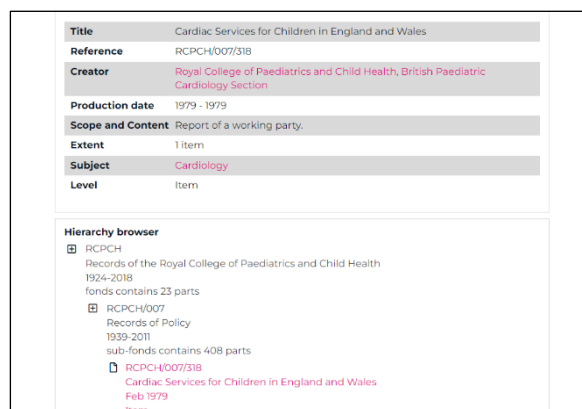 Title Cardiac Services for Children in England and Wales
Reference RCPCH/007/318
Creator Royal College of Paediatrics and Child Health, British Paediatric
Cardiology Section
Production date 1979 - 1979
Scope and Content Report of a working party.
Extent 1 item
Subject Cardiology
Level Item
Hierarchy browser
RCPCH
Records of the Royal College of Paediatrics and Child Health
1924-2018
fonds contains 23 parts
RCPCH/007
Records of Policy
1939-2011
sub-fonds contains 408 parts
RCPCH/007/318
Cardiac Services for Children in England and Wales
Feb 1979